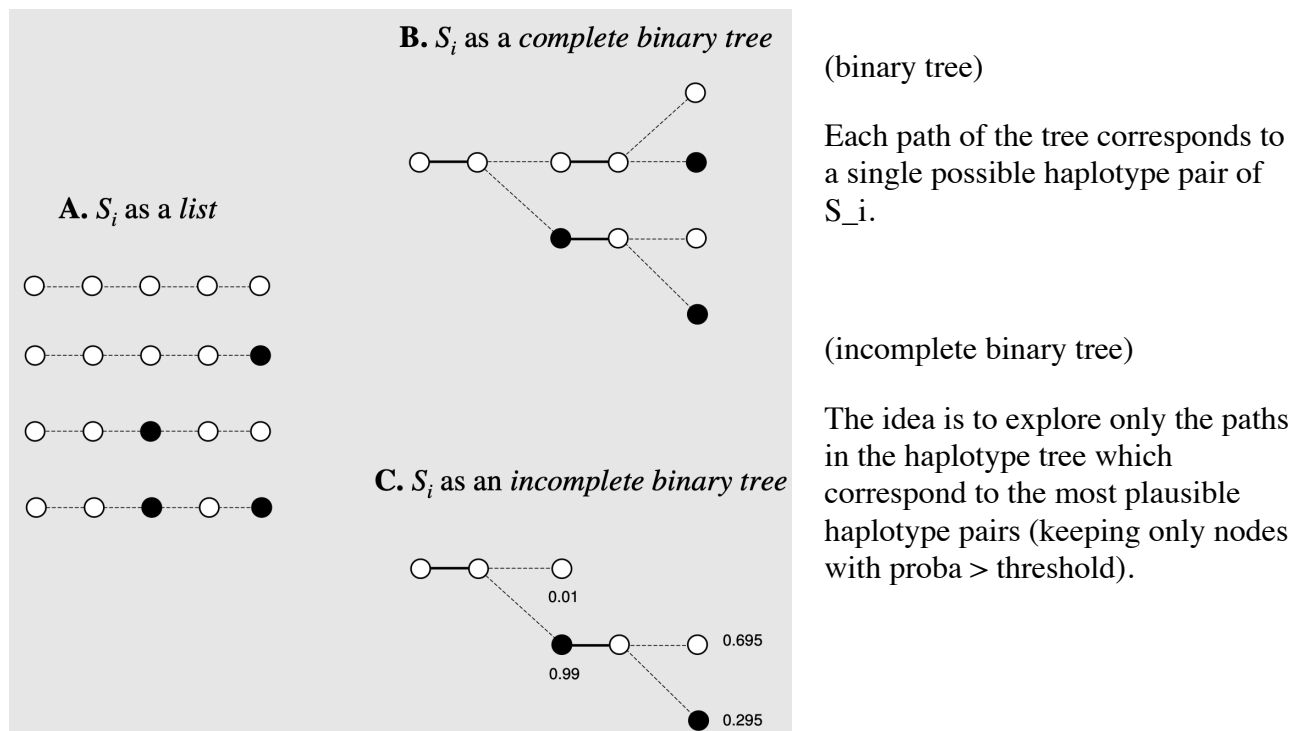 A. S_i as a list
B. S_i as a complete binary tree
C. S_i as an incomplete binary tree
0.01
0.99
0.695
0.295
(binary tree)
Each path of the tree corresponds to
a single possible haplotype pair of
S_i.
(incomplete binary tree)
The idea is to explore only the paths
in the haplotype tree which
correspond to the most plausible
haplotype pairs (keeping only nodes
with proba > threshold).